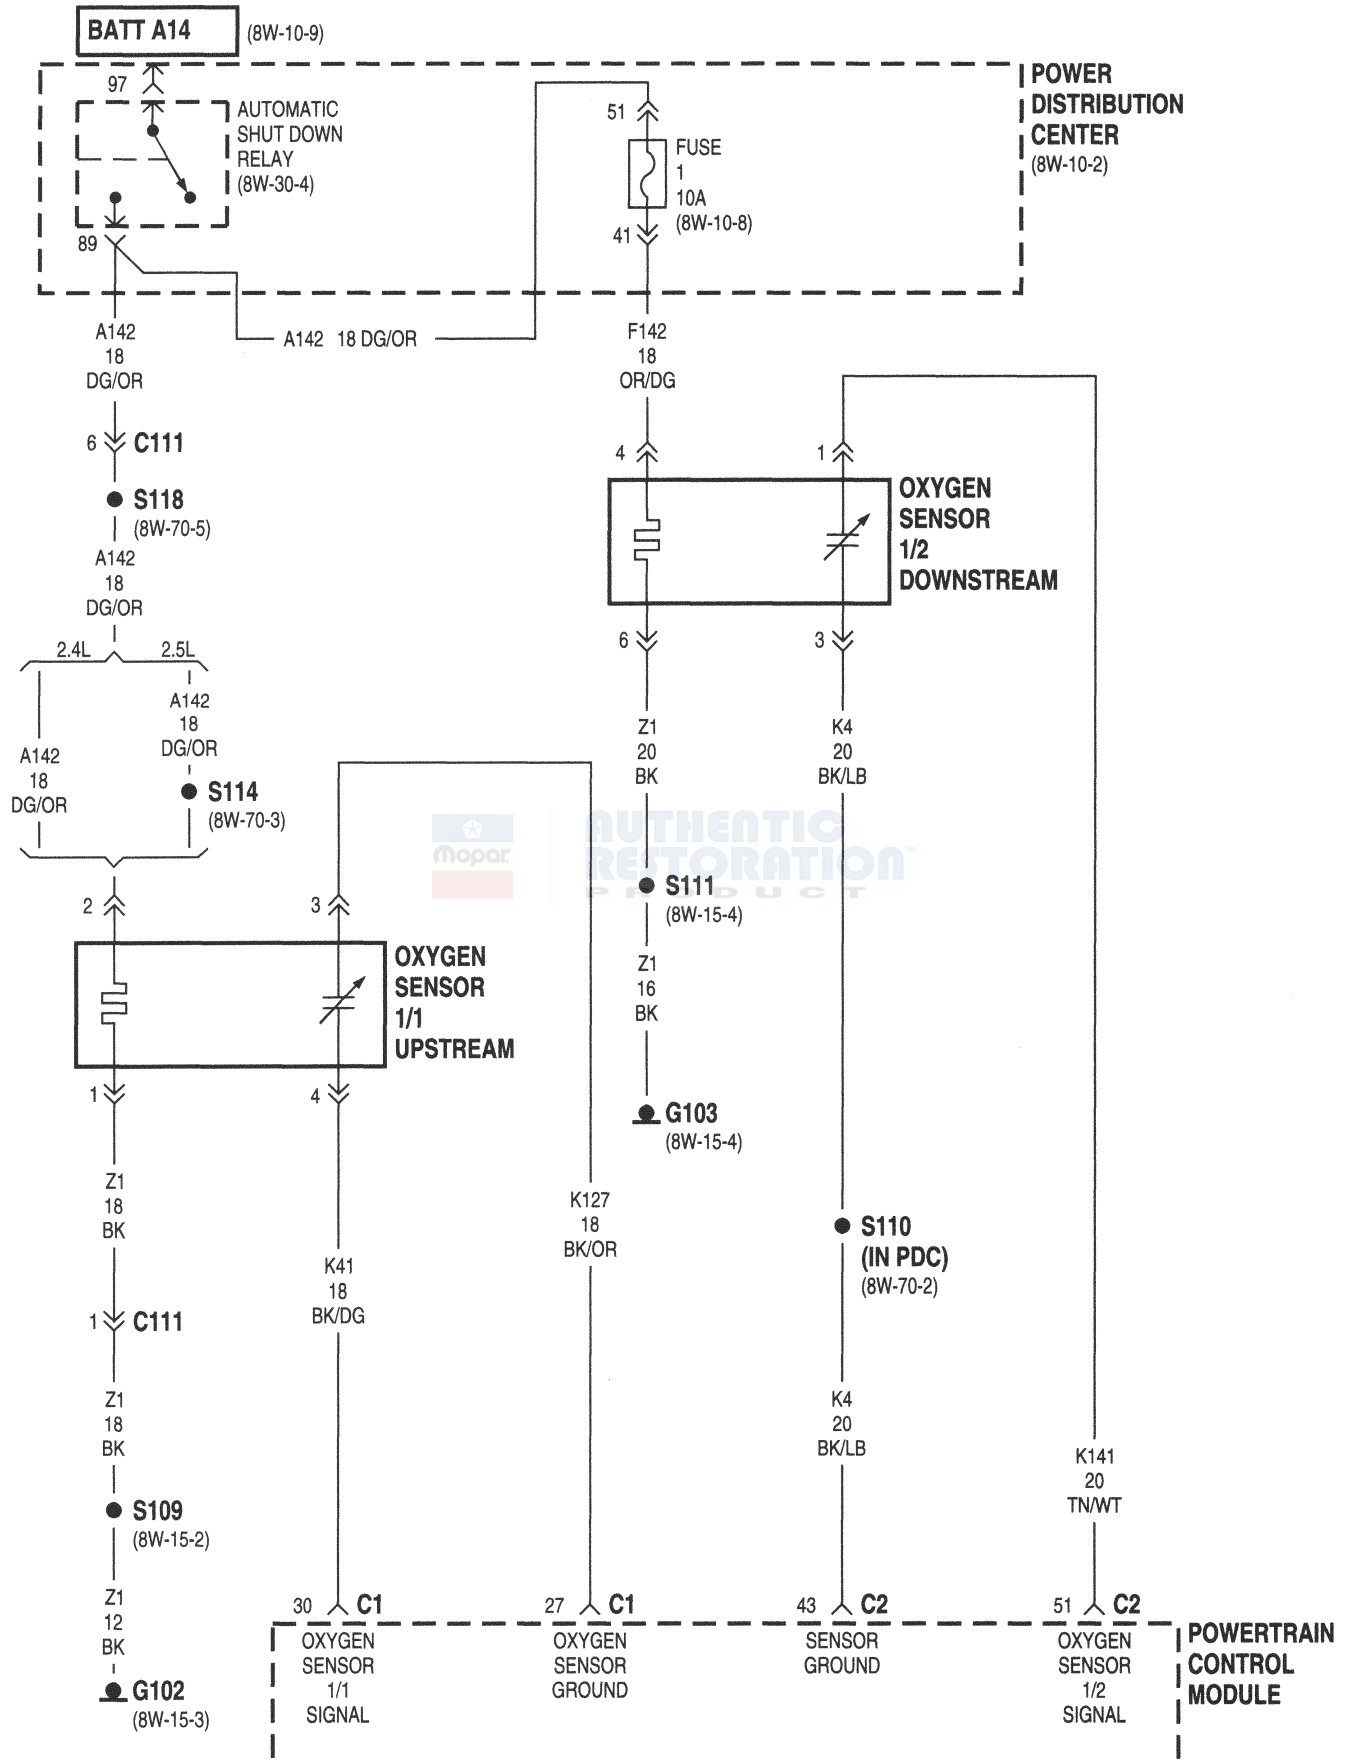 BATT A14 (8W-10-9)
97
AUTOMATIC
SHUT DOWN
RELAY
(8W-30-4)
89
51
FUSE
1
10A
(8W-10-8)
41
POWER
DISTRIBUTION
CENTER
(8W-10-2)
A142
18
DG/OR
A142 18 DG/OR
F142
18
OR/DG
6 C111
S118
(8W-70-5)
A142
18
DG/OR
2.4L 2.5L
A142
18
DG/OR
A142
18
DG/OR
S114
(8W-70-3)
4 1
OXYGEN
SENSOR
1/2
DOWNSTREAM
6 3
Z1
20
BK
K4
20
BK/LB
Mopar
AUTHENTIC
RESTORATION™
PRODUCT
S111
(8W-15-4)
Z1
16
BK
G103
(8W-15-4)
2 3
OXYGEN
SENSOR
1/1
UPSTREAM
1 4
Z1
18
BK
K41
18
BK/DG
K127
18
BK/OR
S110
(IN PDC)
(8W-70-2)
1 C111
Z1
18
BK
K4
20
BK/LB
K141
20
TN/WT
S109
(8W-15-2)
Z1
12
BK
G102
(8W-15-3)
30 C1
27 C1
43 C2
51 C2
OXYGEN
SENSOR
1/1
SIGNAL
OXYGEN
SENSOR
GROUND
SENSOR
GROUND
OXYGEN
SENSOR
1/2
SIGNAL
POWERTRAIN
CONTROL
MODULE